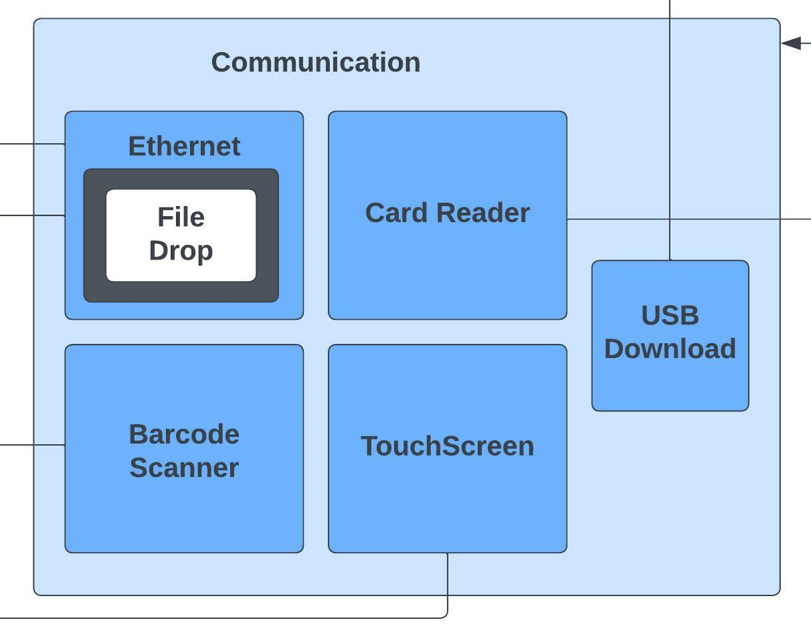 Communication
Ethernet
File
Drop
Card Reader
USB
Download
Barcode
Scanner
TouchScreen